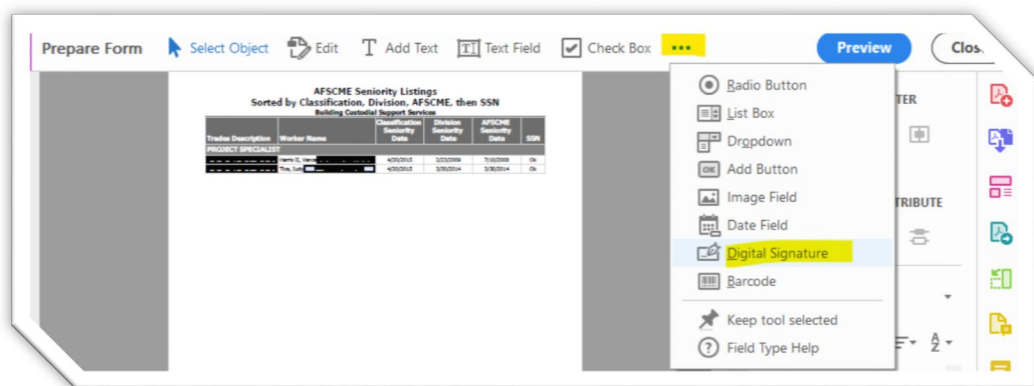 Prepare Form Select Object Edit Add Text Text Field Check Box ••• Preview Clos
AFSCME Seniority Listings
Sorted by Classification, Division, AFSCME, then SSN
Building Custodial Support Services
Trades Description Worker Name Classification Seniority Date Division Seniority Date AFSCME Seniority Date SSN
PROJECT SPECIALIST
4/20/2015 2/23/2009 7/10/2009 Ok
4/20/2015 3/30/2014 3/30/2014 Ok
Radio Button
List Box
Dropdown
OK Add Button
Image Field
Date Field
Digital Signature
Barcode
Keep tool selected
Field Type Help
TER
TRIBUTE